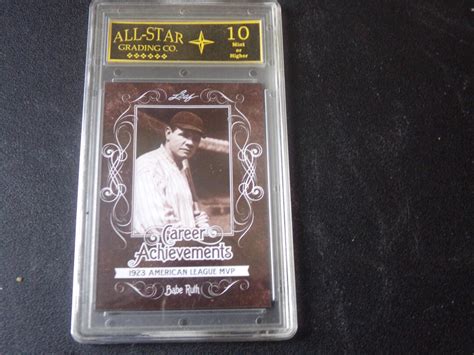 ALL-STAR
GRADING CO.
10
Mint
or
Higher
Leaf
Career
Achievements
1923 AMERICAN LEAGUE MVP
Babe Ruth